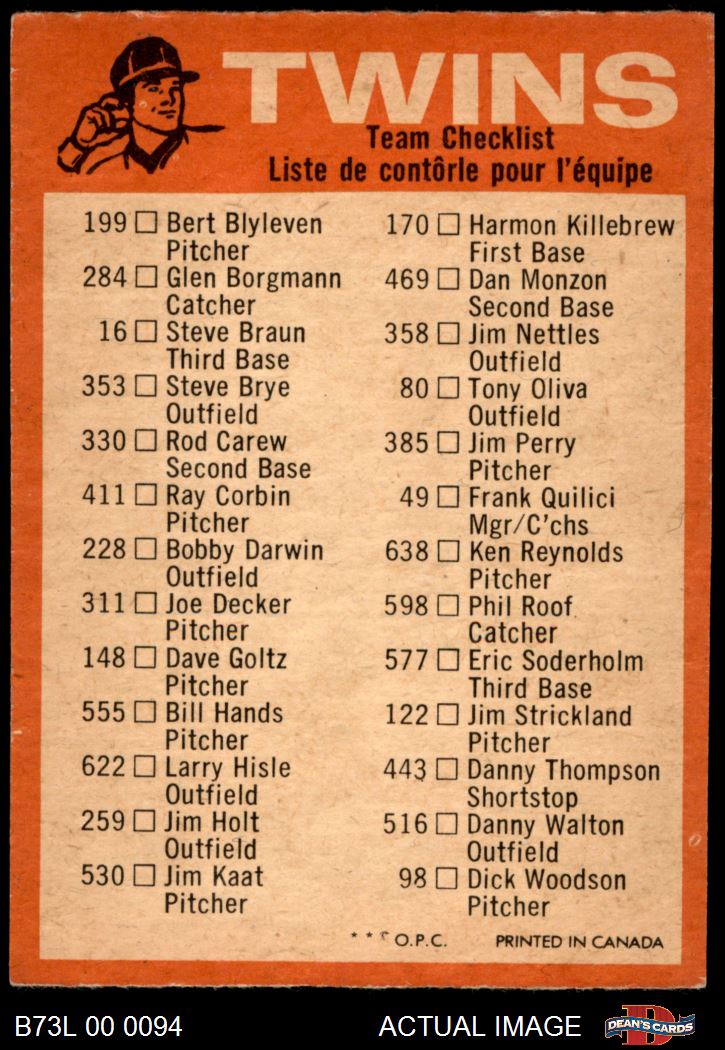 TWINS
Team Checklist
Liste de contôrle pour l'équipe
199 □ Bert Blyleven
Pitcher
284 □ Glen Borgmann
Catcher
16 □ Steve Braun
Third Base
353 □ Steve Brye
Outfield
330 □ Rod Carew
Second Base
411 □ Ray Corbin
Pitcher
228 □ Bobby Darwin
Outfield
311 □ Joe Decker
Pitcher
148 □ Dave Goltz
Pitcher
555 □ Bill Hands
Pitcher
622 □ Larry Hisle
Outfield
259 □ Jim Holt
Outfield
530 □ Jim Kaat
Pitcher
170 □ Harmon Killebrew
First Base
469 □ Dan Monzon
Second Base
358 □ Jim Nettles
Outfield
80 □ Tony Oliva
Outfield
385 □ Jim Perry
Pitcher
49 □ Frank Quilici
Mgr/C'chs
638 □ Ken Reynolds
Pitcher
598 □ Phil Roof
Catcher
577 □ Eric Soderholm
Third Base
122 □ Jim Strickland
Pitcher
443 □ Danny Thompson
Shortstop
516 □ Danny Walton
Outfield
98 □ Dick Woodson
Pitcher
* * * O.P.C. PRINTED IN CANADA
B73L 00 0094 ACTUAL IMAGE D DEAN'S CARDS